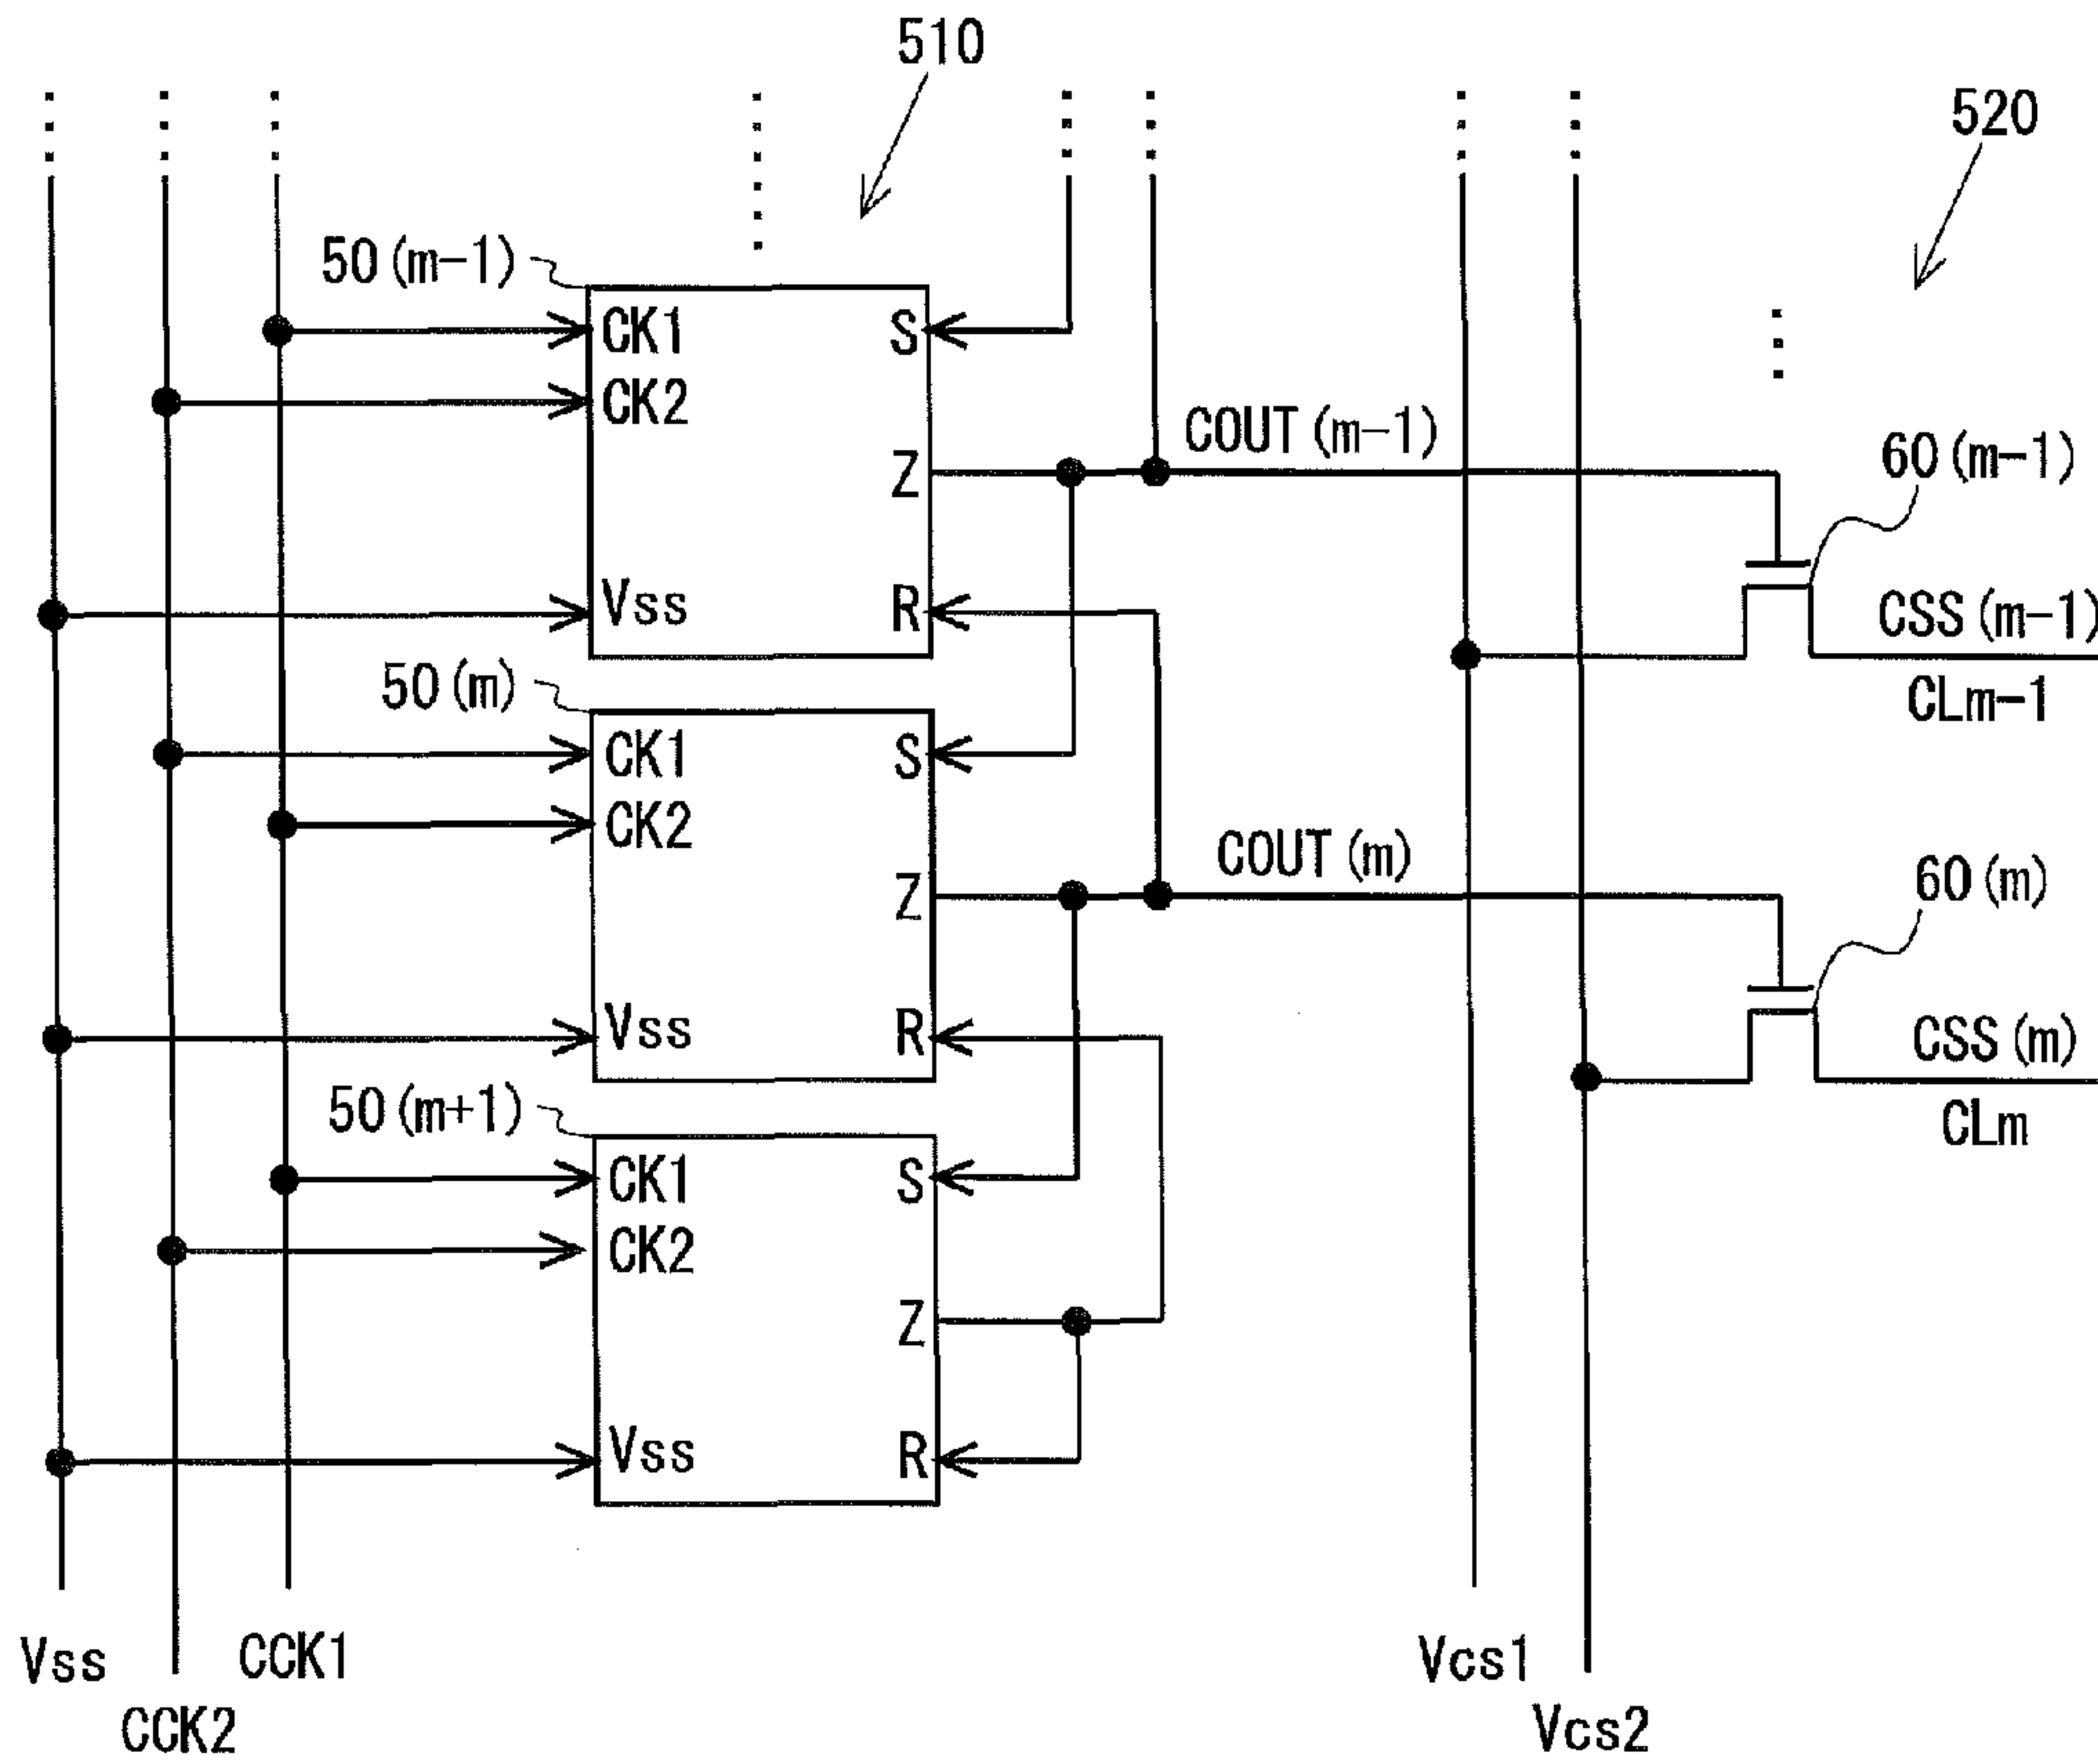 510
520
50(m-1)
CK1
S
CK2
COUT(m-1)
Z
60(m-1)
Vss
R
CSS(m-1)
CLm-1
50(m)
CK1
S
CK2
COUT(m)
Z
60(m)
Vss
R
CSS(m)
CLm
50(m+1)
CK1
S
CK2
Z
Vss
R
Vss
CCK1
CCK2
Vcs1
Vcs2